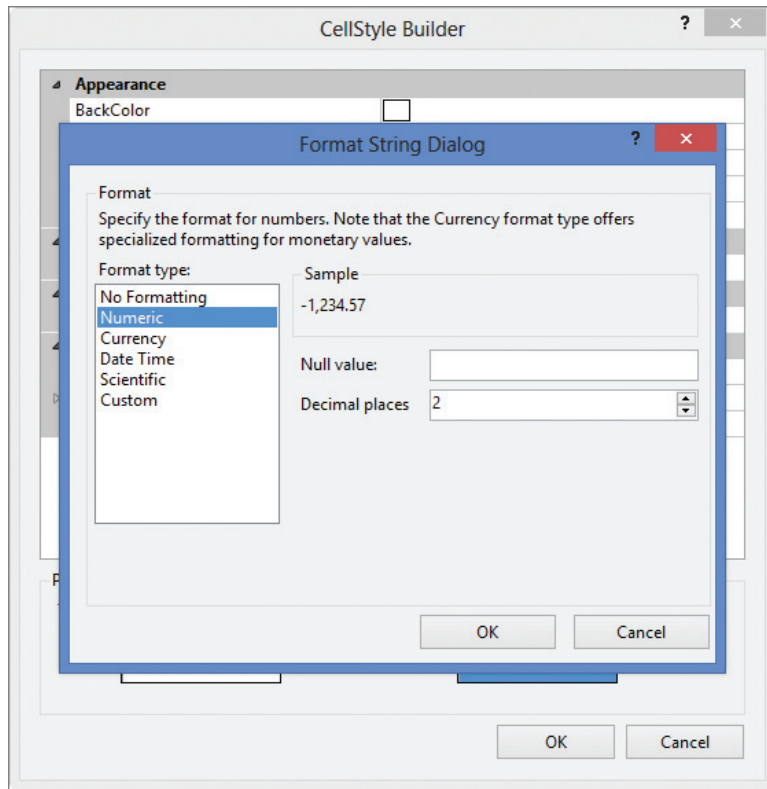 CellStyle Builder
?
Appearance
BackColor
Format String Dialog
?
Format
Specify the format for numbers. Note that the Currency format type offers
specialized formatting for monetary values.
Format type:
No Formatting
Numeric
Currency
Date Time
Scientific
Custom
Sample
-1,234.57
Null value:
Decimal places
2
OK
Cancel
OK
Cancel